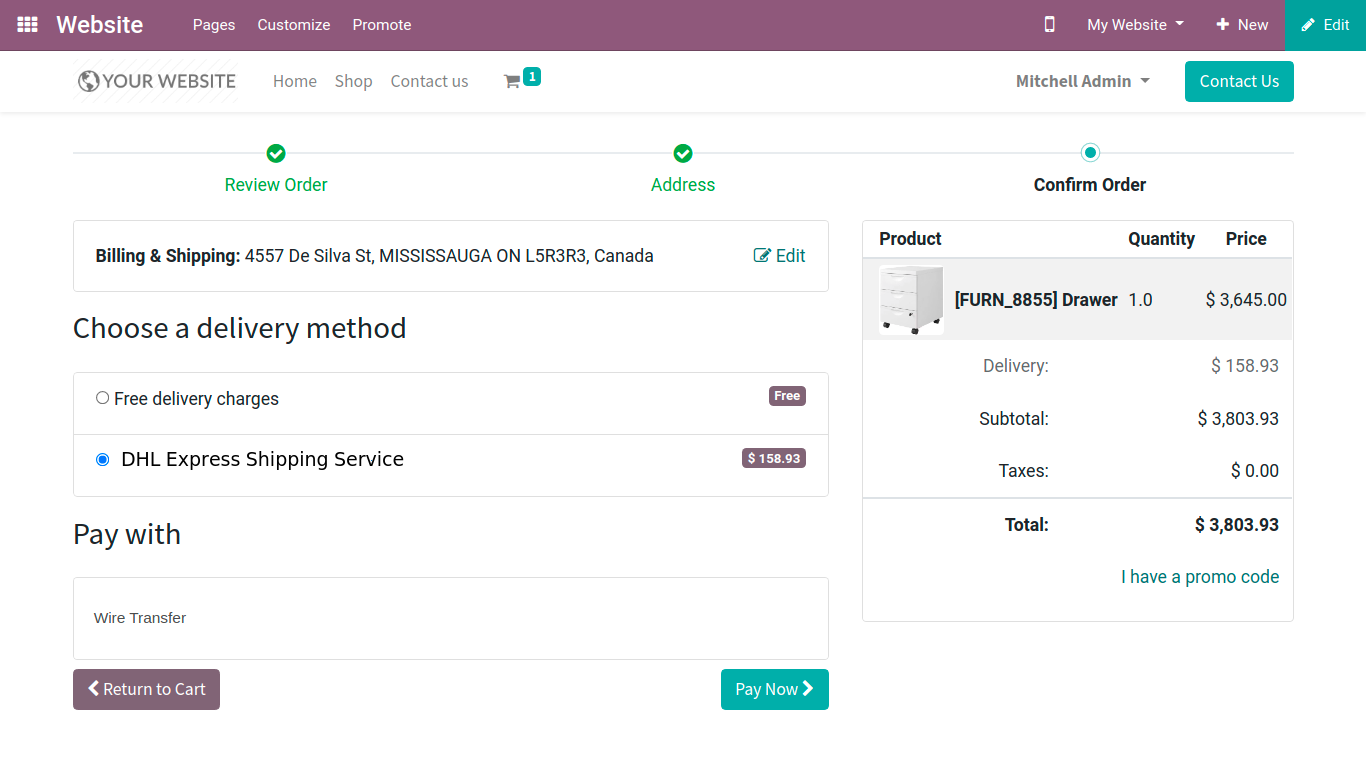 Website Pages Customize Promote My Website New Edit
YOUR WEBSITE Home Shop Contact us 1 Mitchell Admin Contact Us
Review Order Address Confirm Order
Billing & Shipping: 4557 De Silva St, MISSISSAUGA ON L5R3R3, Canada Edit
Choose a delivery method
Free delivery charges Free
DHL Express Shipping Service $ 158.93
Pay with
Wire Transfer
Return to Cart Pay Now
Product Quantity Price
[FURN_8855] Drawer 1.0 $ 3,645.00
Delivery: $ 158.93
Subtotal: $ 3,803.93
Taxes: $ 0.00
Total: $ 3,803.93
I have a promo code